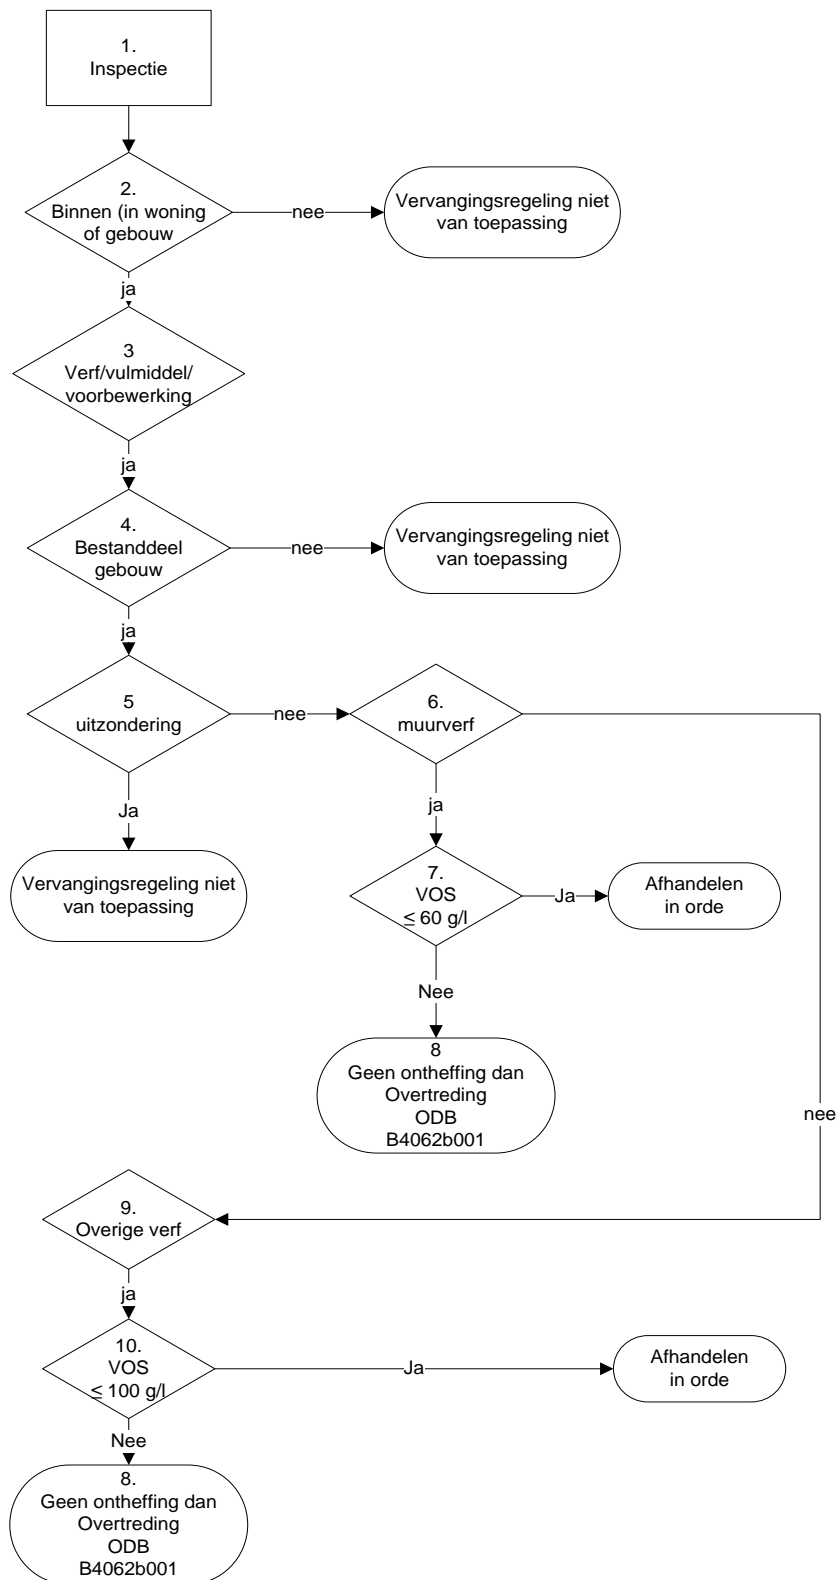 1.
Inspectie
2.
Binnen (in woning
of gebouw
nee
Vervangingsregeling niet
van toepassing
ja
3
Verf/vulmiddel/
voorbewerking
ja
4.
Bestanddeel
gebouw
nee
Vervangingsregeling niet
van toepassing
ja
5
uitzondering
nee
6.
muurverf
Ja
Vervangingsregeling niet
van toepassing
ja
7.
VOS
≤ 60 g/l
Ja
Afhandelen
in orde
Nee
8
Geen ontheffing dan
Overtreding
ODB
B4062b001
nee
9.
Overige verf
ja
10.
VOS
≤ 100 g/l
Ja
Afhandelen
in orde
Nee
8.
Geen ontheffing dan
Overtreding
ODB
B4062b001